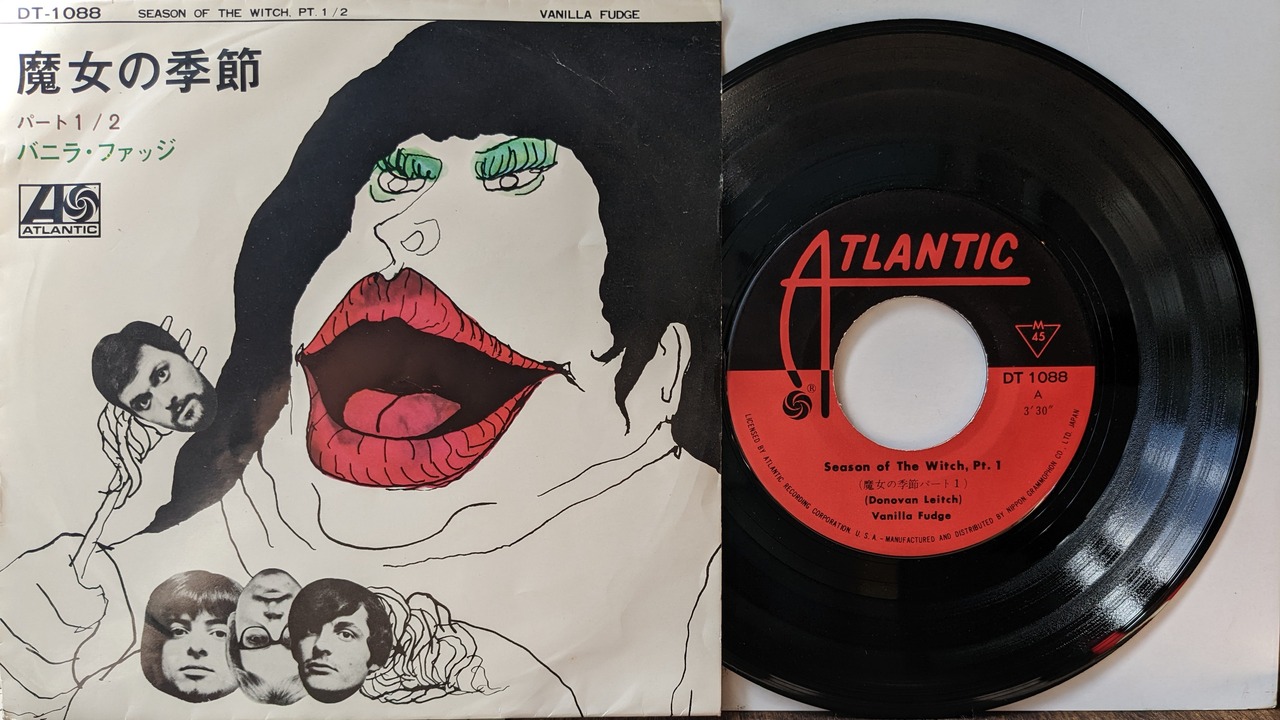 DT-1088 SEASON OF THE WITCH, PT. 1/2 VANILLA FUDGE
魔女の季節
パート1/2
バニラ・ファッジ
ATLANTIC
ATLANTIC
M
45
DT 1088
A
3′30″
Season of The Witch, Pt. 1
(魔女の季節パート1)
(Donovan Leitch)
Vanilla Fudge
LICENSED BY ATLANTIC RECORDING CORPORATION U. S. A. - MANUFACTURED AND DISTRIBUTED BY NIPPON GRAMMOPHON CO., LTD. JAPAN
®